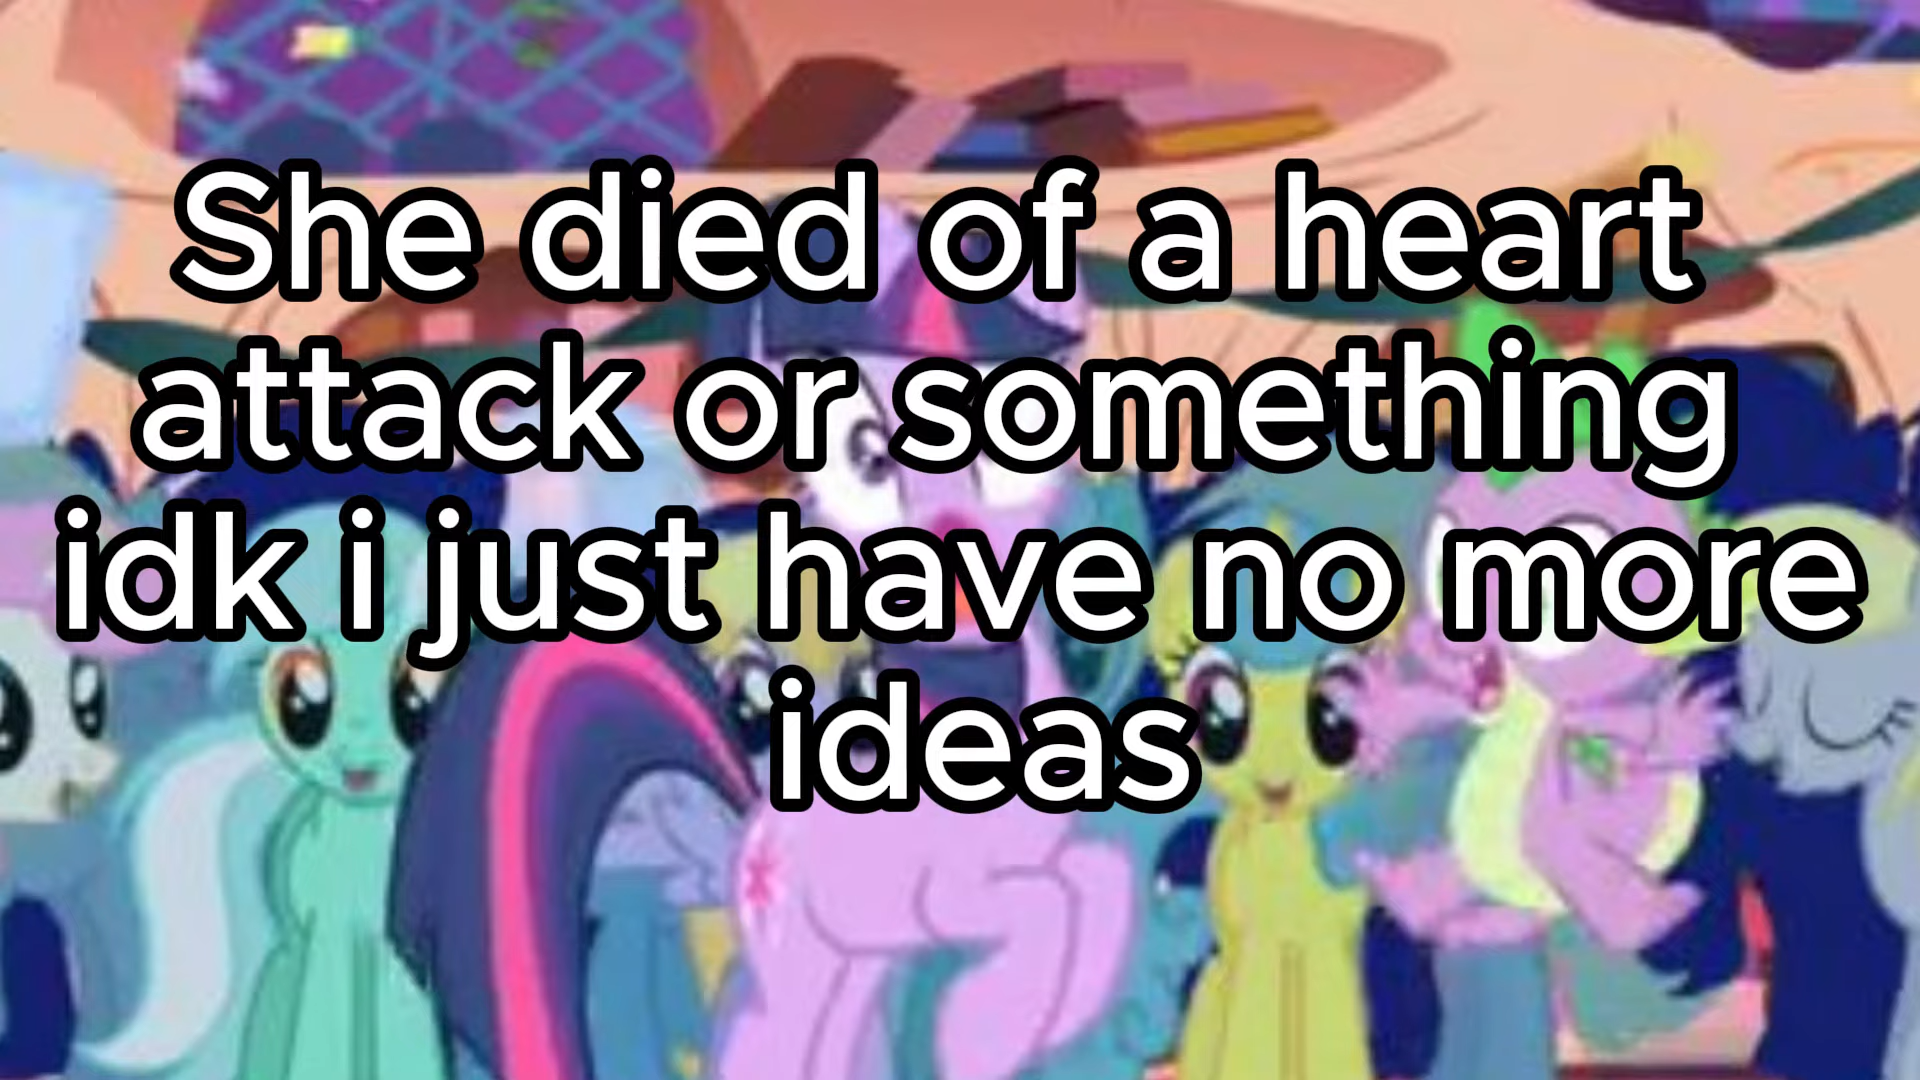 She died of a heart
attack or something
idk i just have no more
ideas